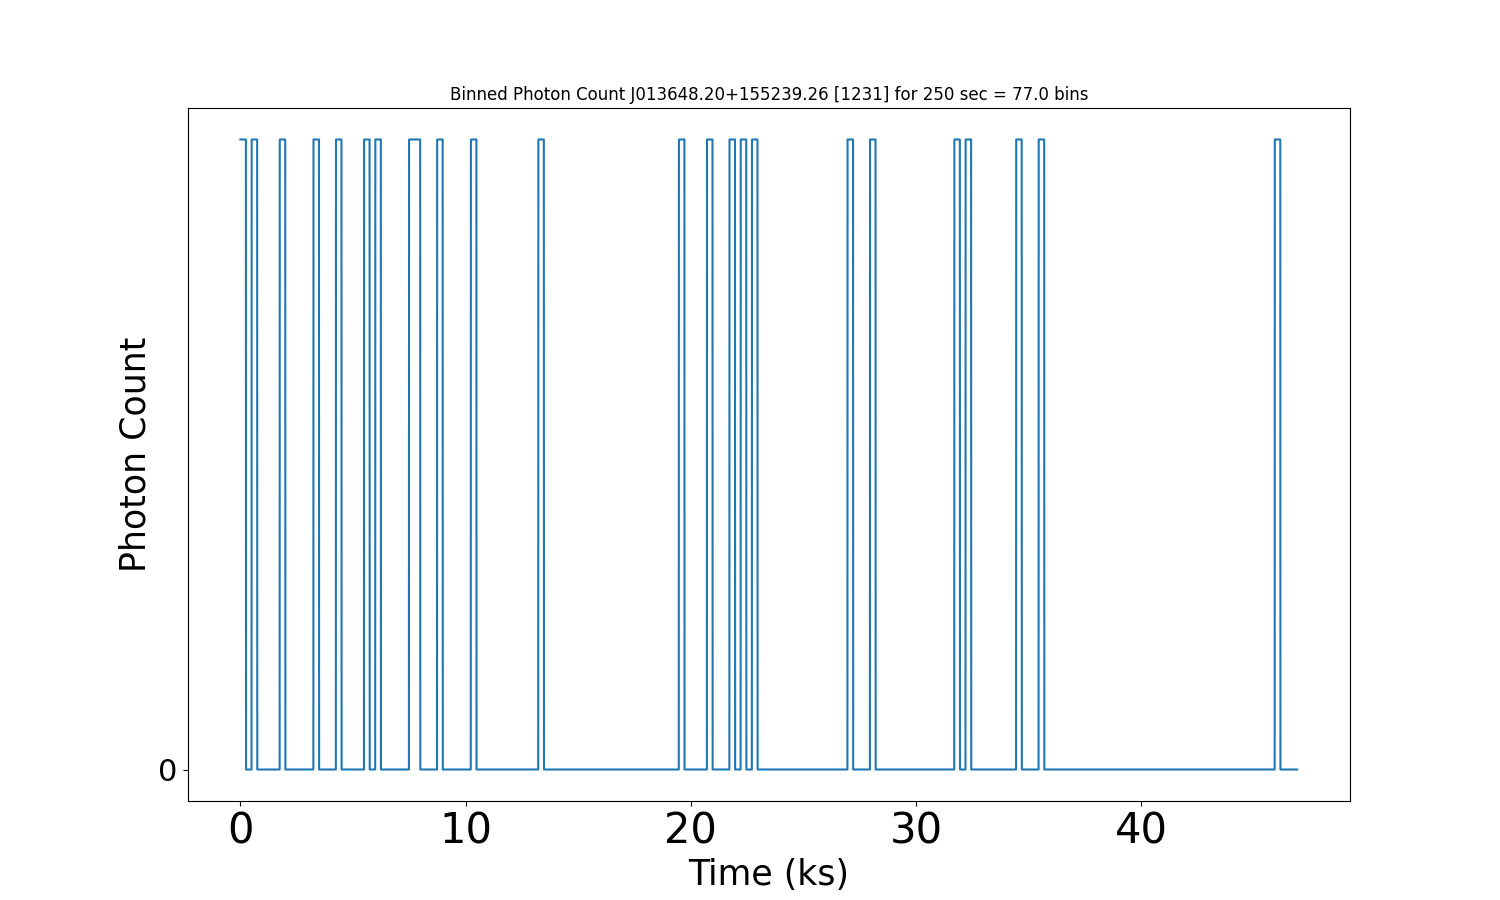 Binned Photon Count J013648.20+155239.26 [1231] for 250 sec = 77.0 bins
Photon Count
0
0 10 20 30 40
Time (ks)